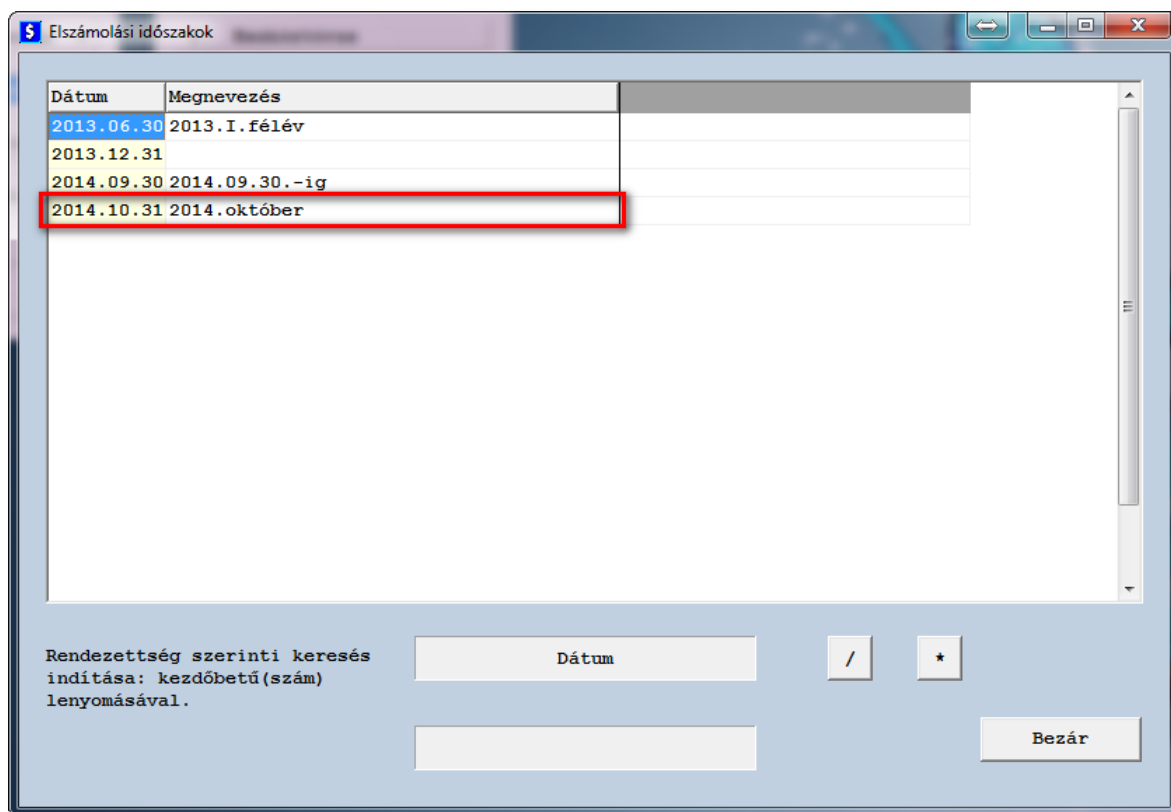 Elszámolási időszakok
Dátum Megnevezés
2013.06.30 2013.I.félév
2013.12.31
2014.09.30 2014.09.30.-ig
2014.10.31 2014.október
Rendezettség szerinti keresés
indítása: kezdőbetű(szám)
lenyomásával.
Dátum
/ *
Bezár